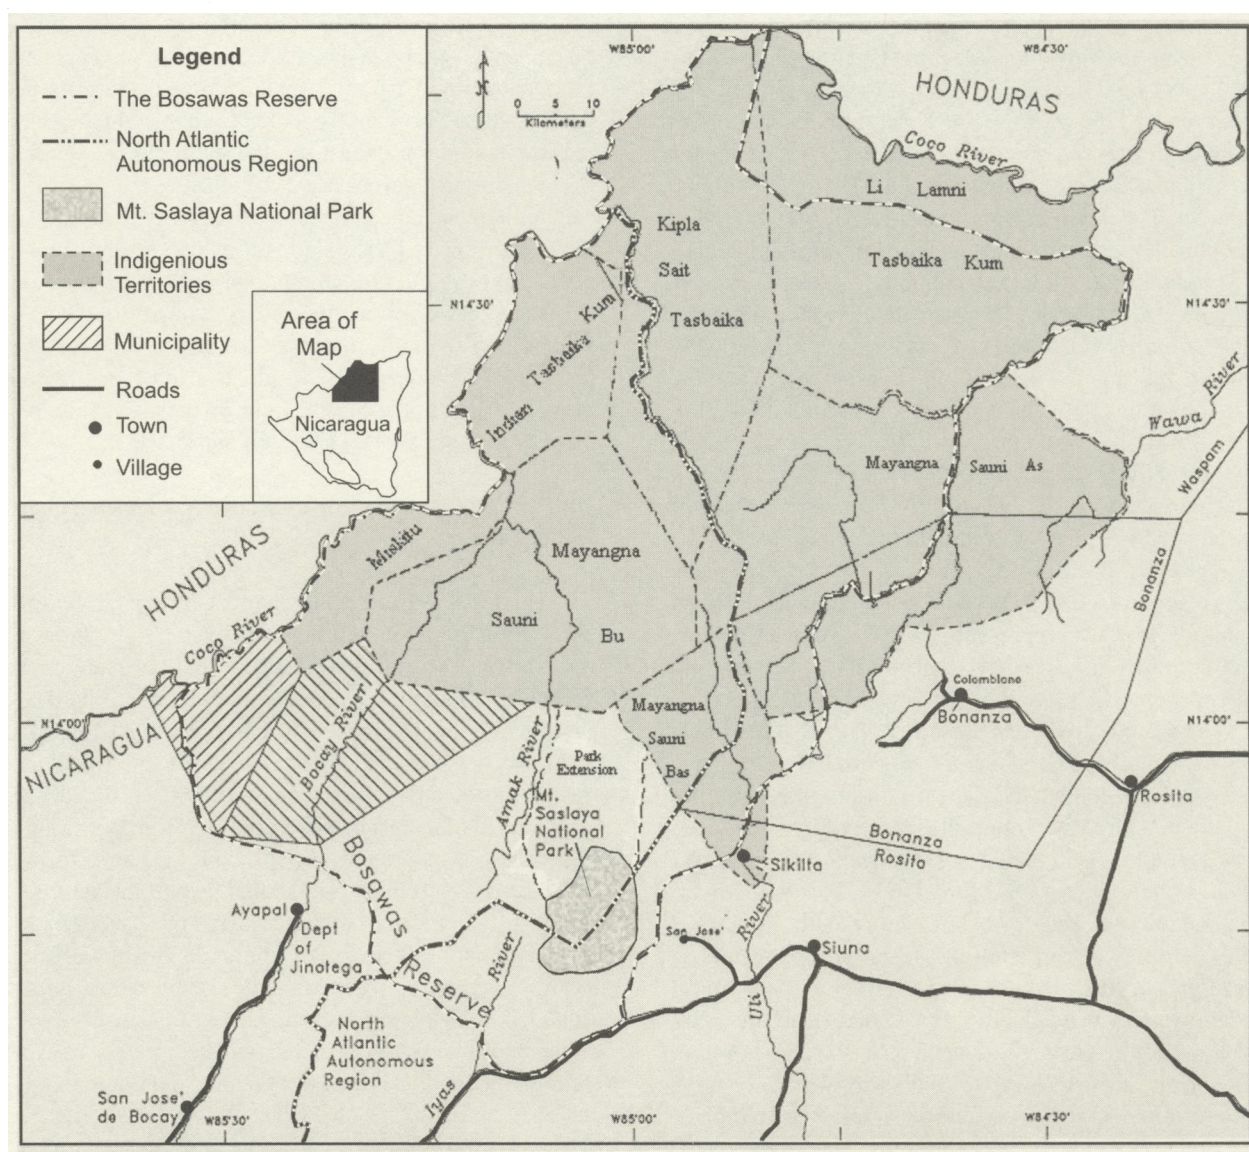 Legend
The Bosawas Reserve
North Atlantic
Autonomous Region
Mt. Saslaya National Park
Indigenious
Territories
Municipality
Roads
Town
Village
Area of
Map
Nicaragua
N
0 5 10
Kilometers
W85°00'
W84°30'
HONDURAS
Coco River
Li Lamni
Kipla
Sait
Tasbaika
Tasbaika Kum
N14°30'
N14°30'
Indian Tasbaika Kum
Miskitu
Wawa River
Waspam
Bonanza
Mayangna Sauni As
Mayangna
Sauni Bu
HONDURAS
Coco River
NICARAGUA
N14°00'
N14°00'
Bocay River
Amak River
Mayangna
Sauni
Bas
Park
Extension
Mt.
Saslaya
National
Park
Colombiano
Bonanza
Rosita
Bonanza
Rosita
Sikilta
Bosawas
Reserve
Ayapal
Dept
of
Jinotega
River
San Jose'
River
Siuna
Uli
North
Atlantic
Autonomous
Region
Iyas
San Jose'
de Bocay
W85°30'
W85°00'
W84°30'